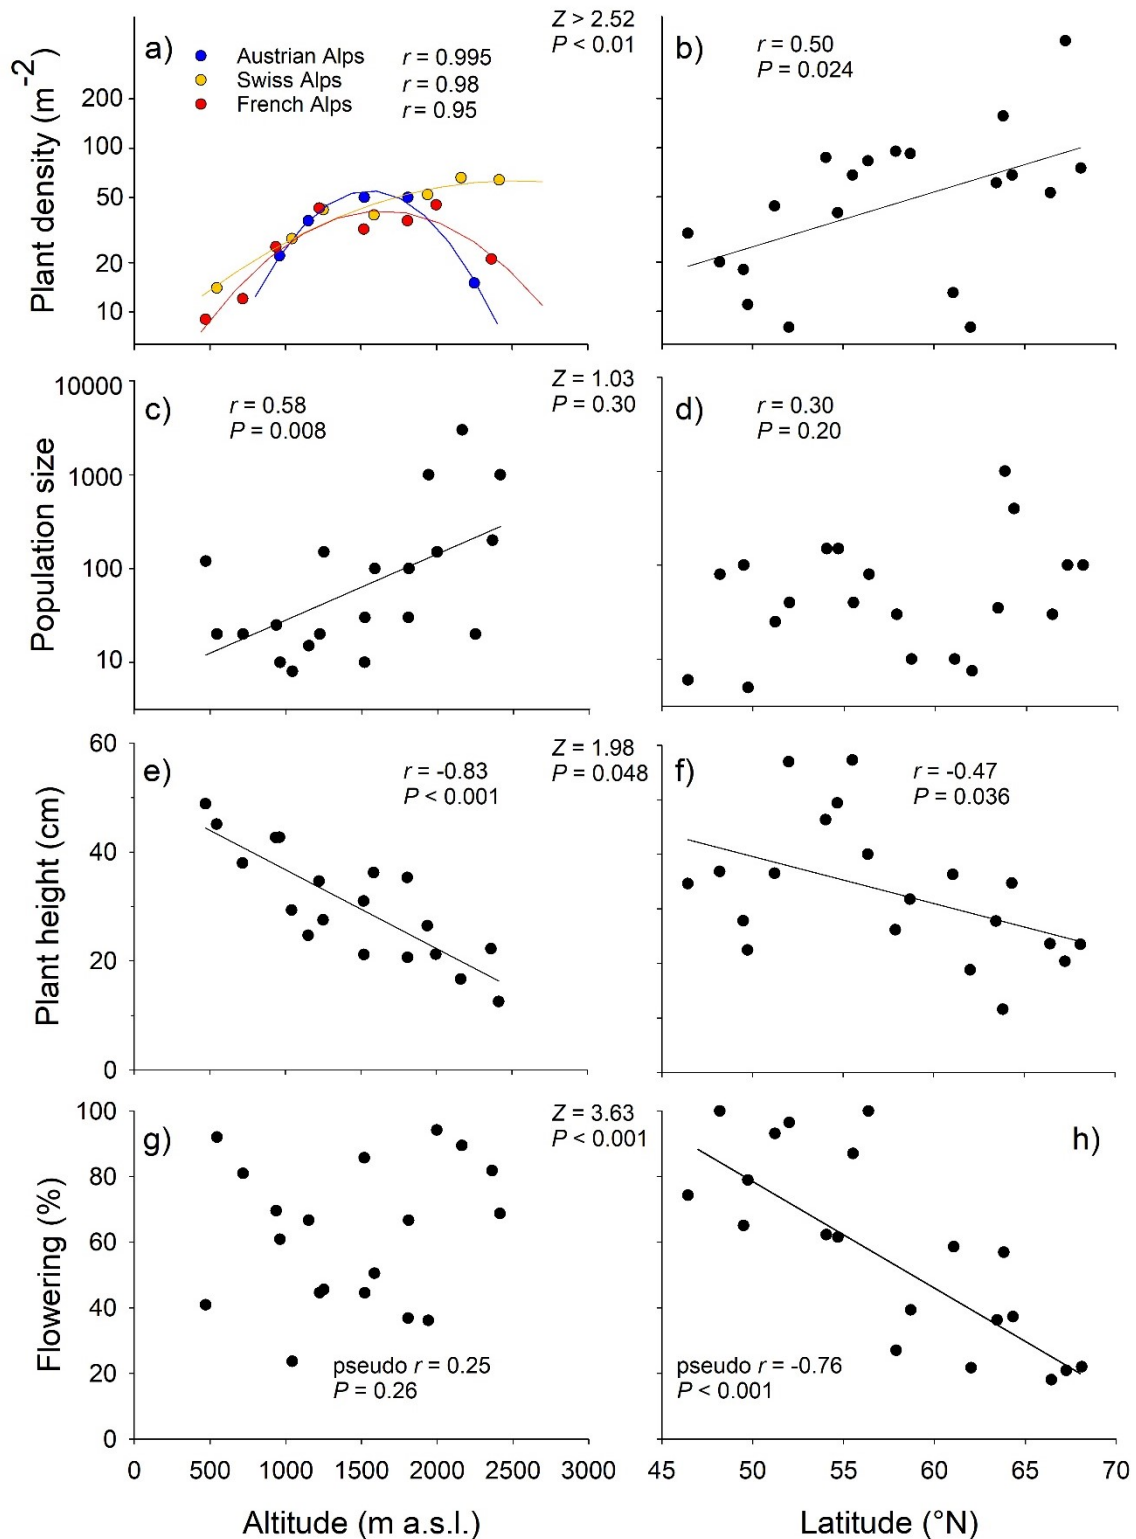 Z > 2.52
P < 0.01
a)
Austrian Alps r = 0.995
Swiss Alps r = 0.98
French Alps r = 0.95
Plant density (m-2)
200
100
50
20
10
b)
r = 0.50
P = 0.024
Z = 1.03
P = 0.30
c)
r = 0.58
P = 0.008
Population size
10000
1000
100
10
d)
r = 0.30
P = 0.20
Z = 1.98
P = 0.048
e)
r = -0.83
P < 0.001
Plant height (cm)
60
40
20
0
f)
r = -0.47
P = 0.036
Z = 3.63
P < 0.001
g)
pseudo r = 0.25
P = 0.26
Flowering (%)
100
80
60
40
20
0
h)
pseudo r = -0.76
P < 0.001
0 500 1000 1500 2000 2500 3000
Altitude (m a.s.l.)
45 50 55 60 65 70
Latitude (°N)